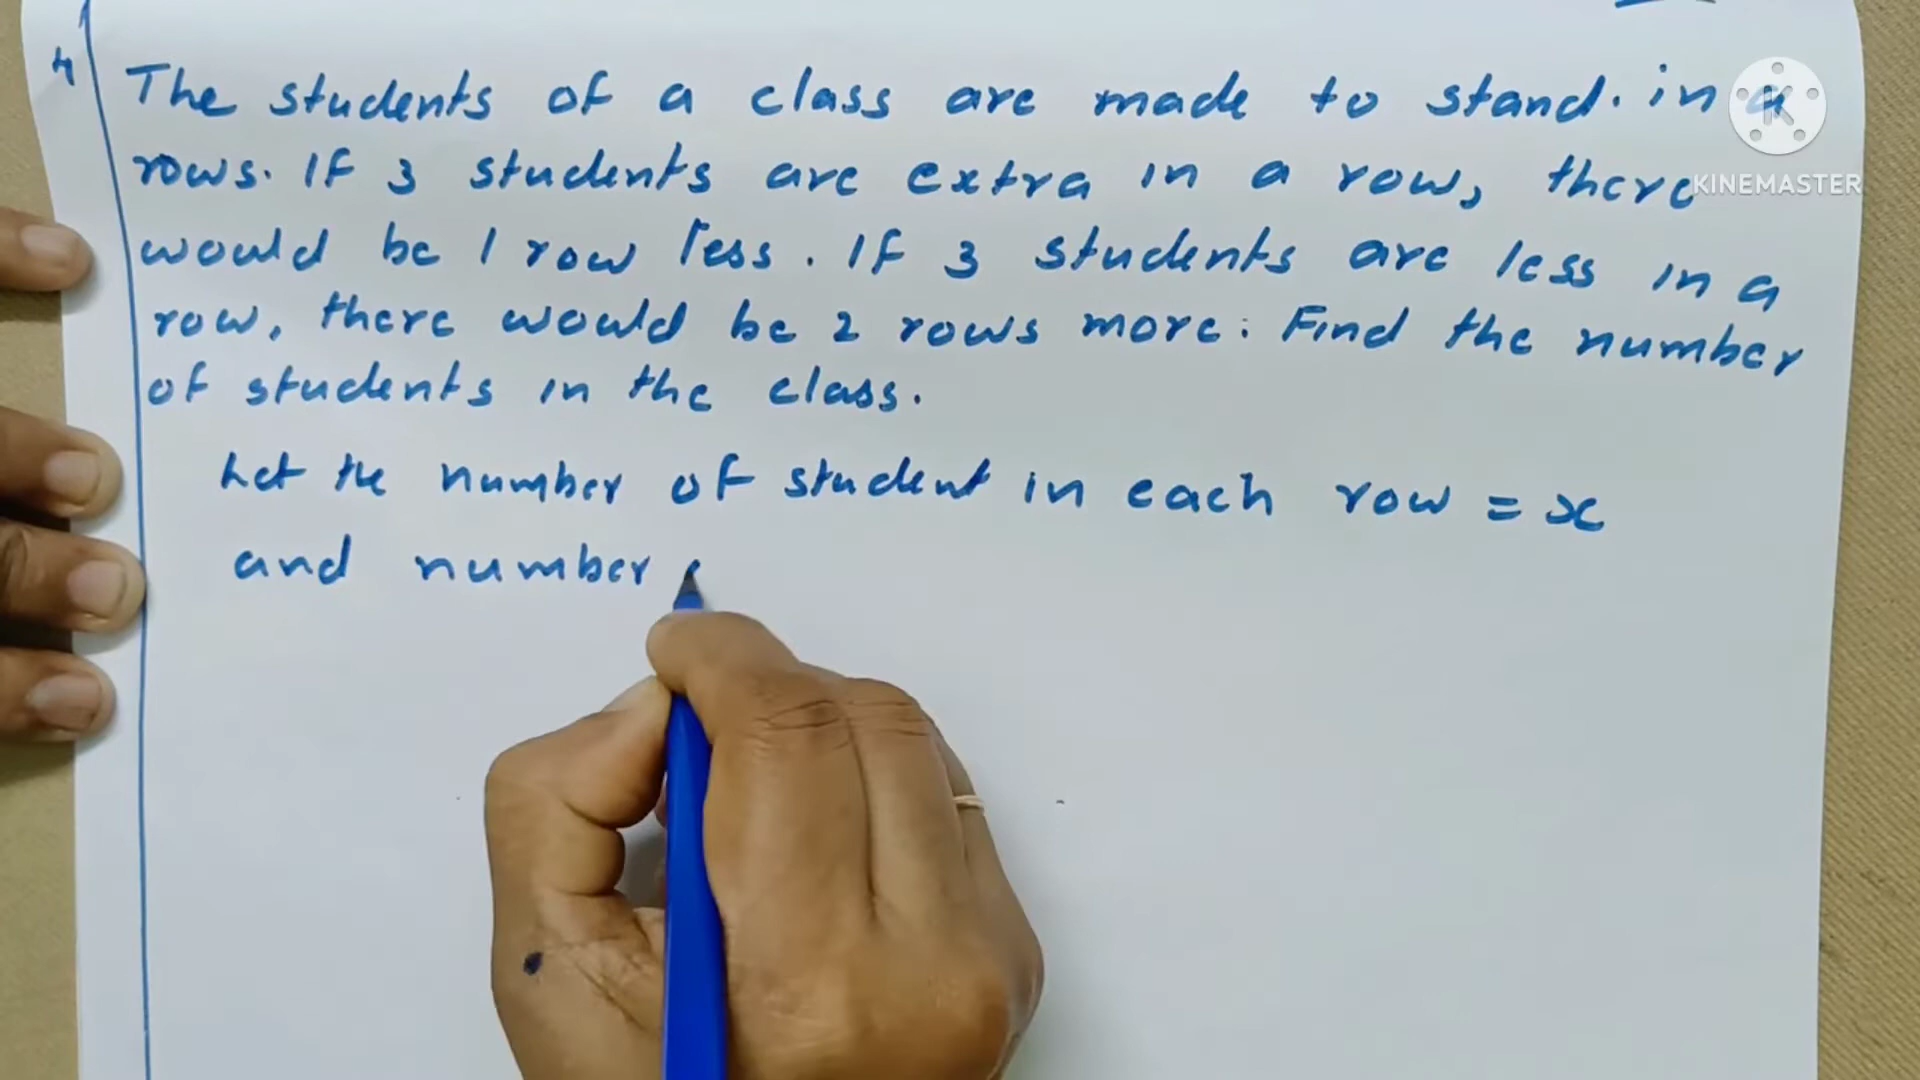 4
The students of a class are made to stand. in a
rows. If 3 students are extra in a row, there
would be 1 row less. If 3 students are less in a
row, there would be 2 rows more. Find the number
of students in the class.
Let the number of student in each row = x
and number
K
KINEMASTER